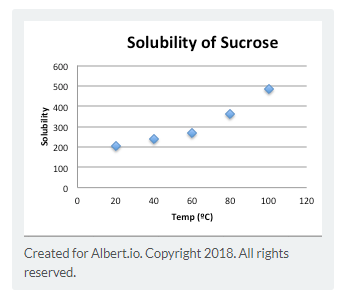 Solubility of Sucrose
600
500
400
300
200
100
0
Solubility
0 20 40 60 80 100 120
Temp (ºC)
Created for Albert.io. Copyright 2018. All rights
reserved.